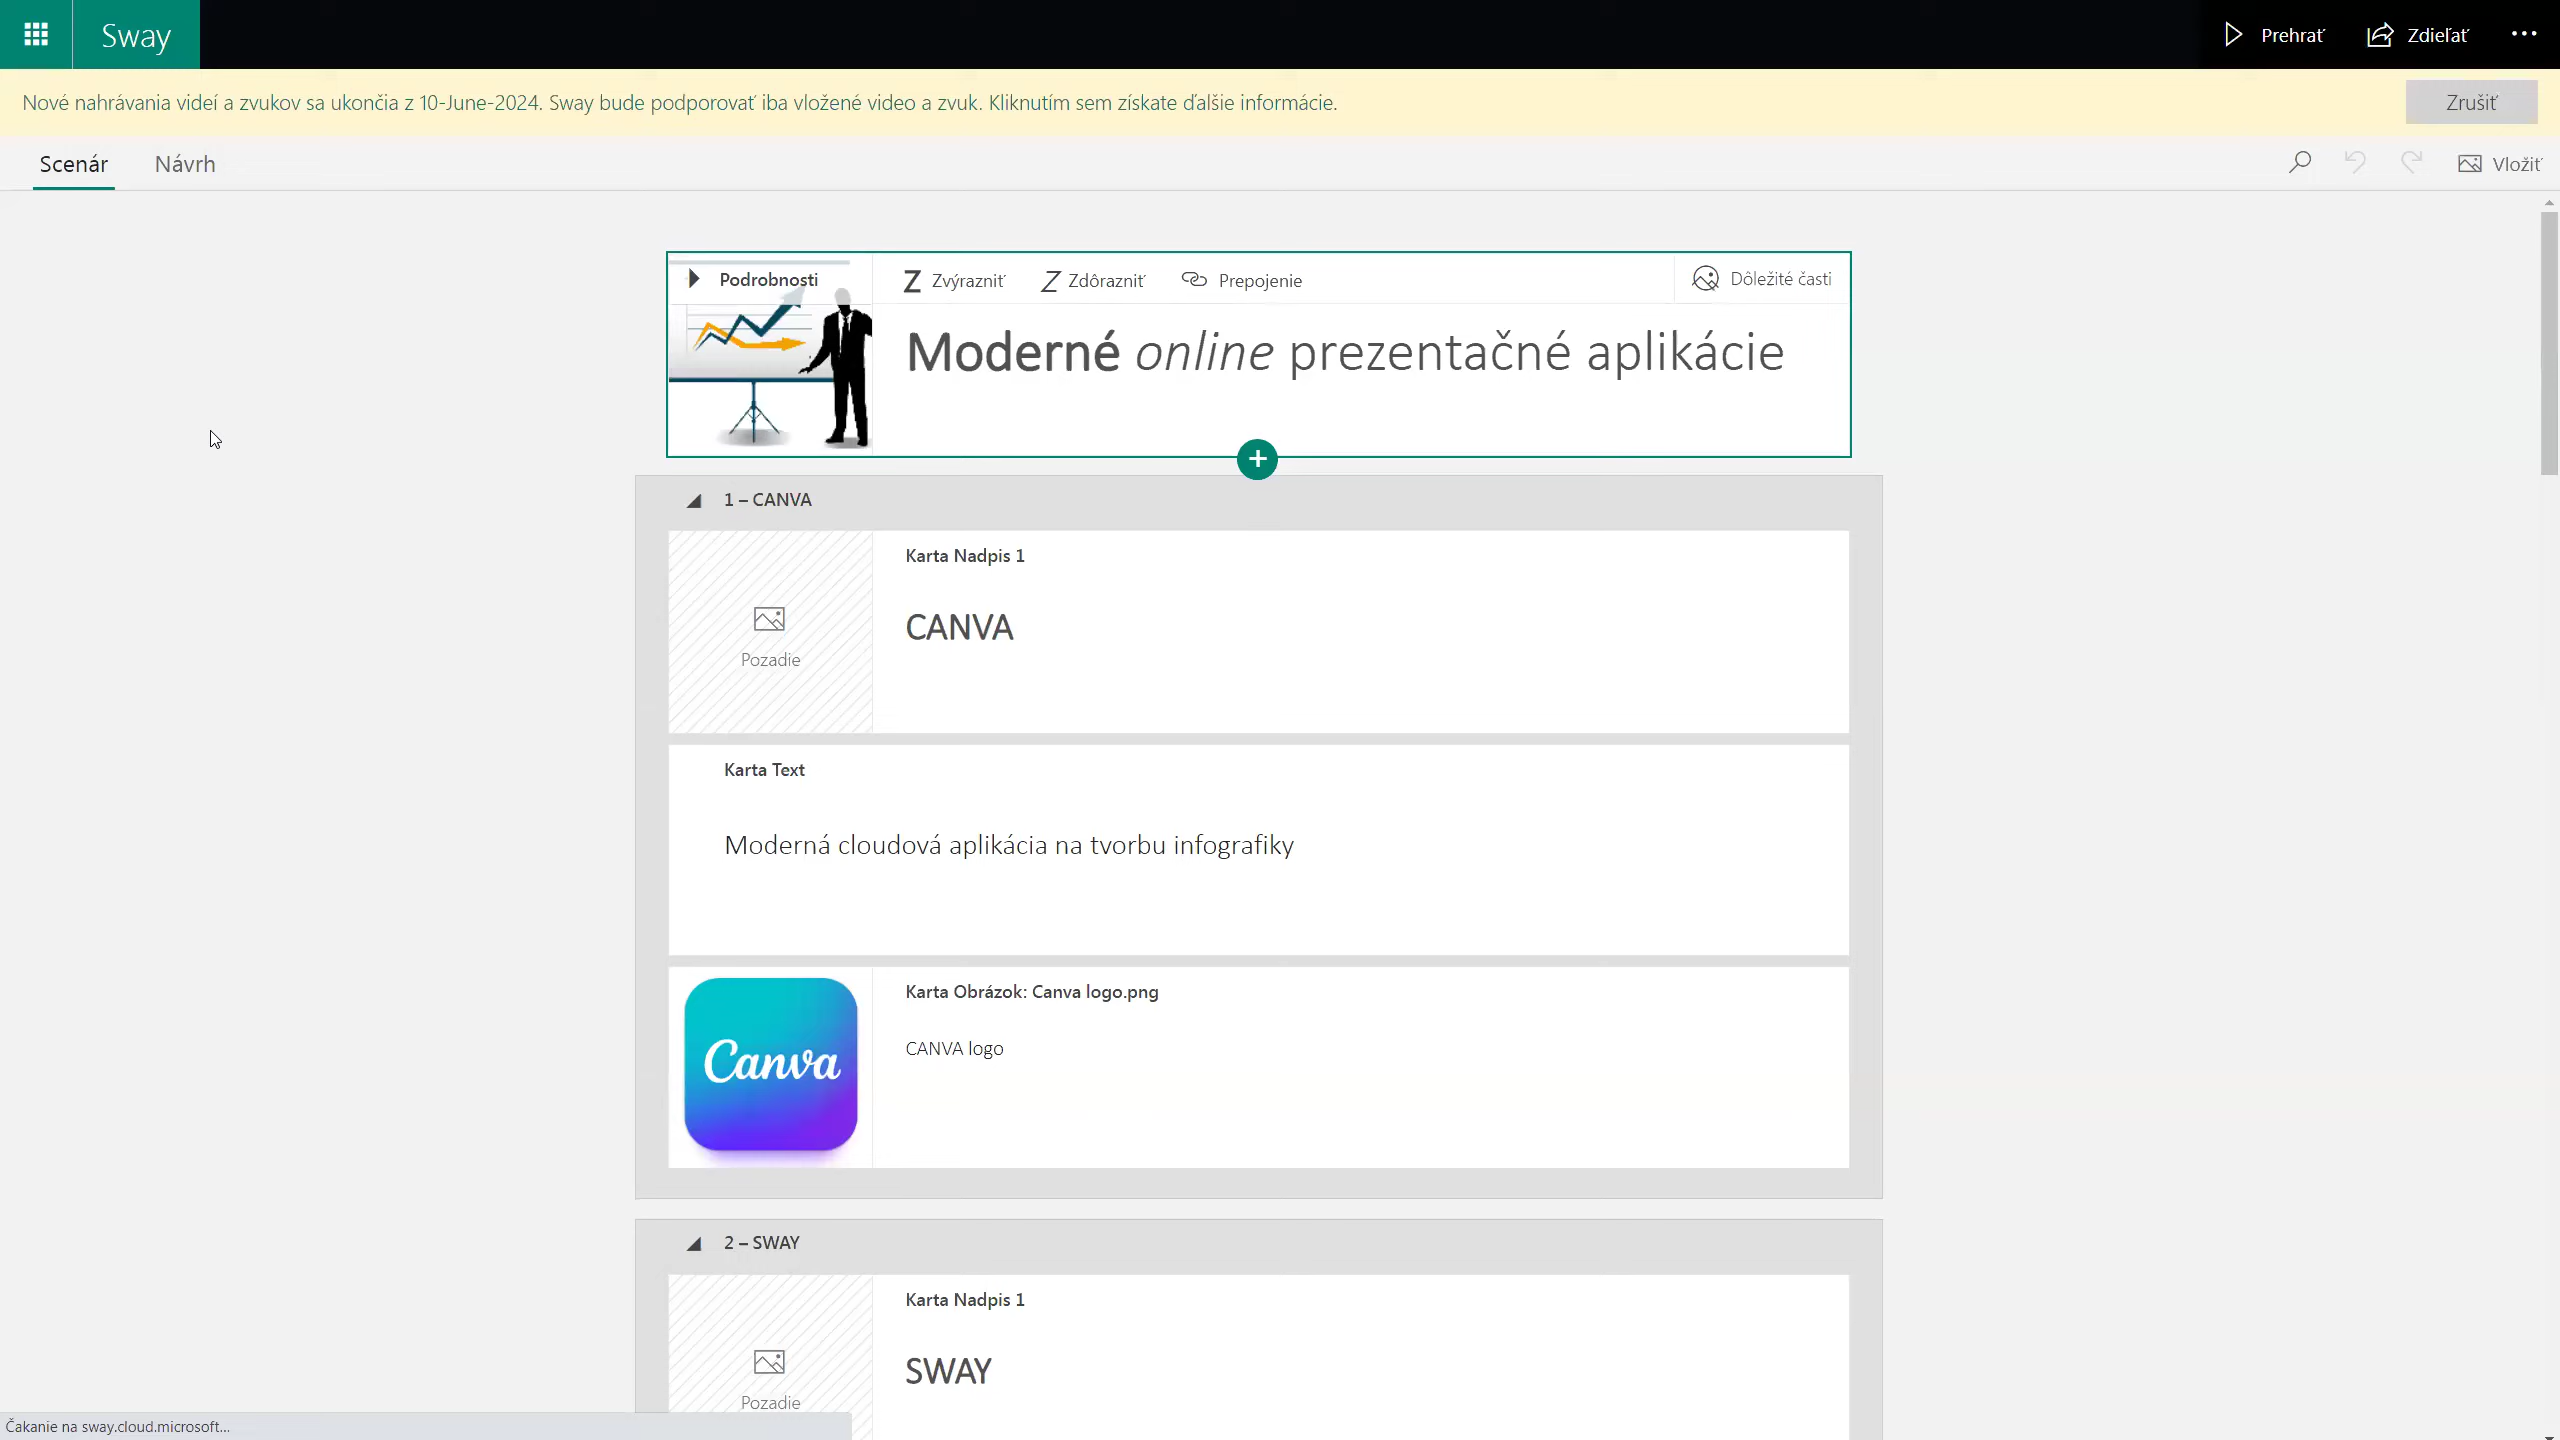 Sway
Prehrať
Zdieľať
Nové nahrávania videí a zvukov sa ukončia z 10-June-2024. Sway bude podporovať iba vložené video a zvuk. Kliknutím sem získate ďalšie informácie.
Zrušiť
Scenár
Návrh
Vložiť
Podrobnosti
Z Zvýrazniť
Z Zdôrazniť
Prepojenie
Dôležité časti
Moderné online prezentačné aplikácie
1 – CANVA
Karta Nadpis 1
CANVA
Pozadie
Karta Text
Moderná cloudová aplikácia na tvorbu infografiky
Karta Obrázok: Canva logo.png
CANVA logo
Canva
2 – SWAY
Karta Nadpis 1
SWAY
Pozadie
Čakanie na sway.cloud.microsoft...